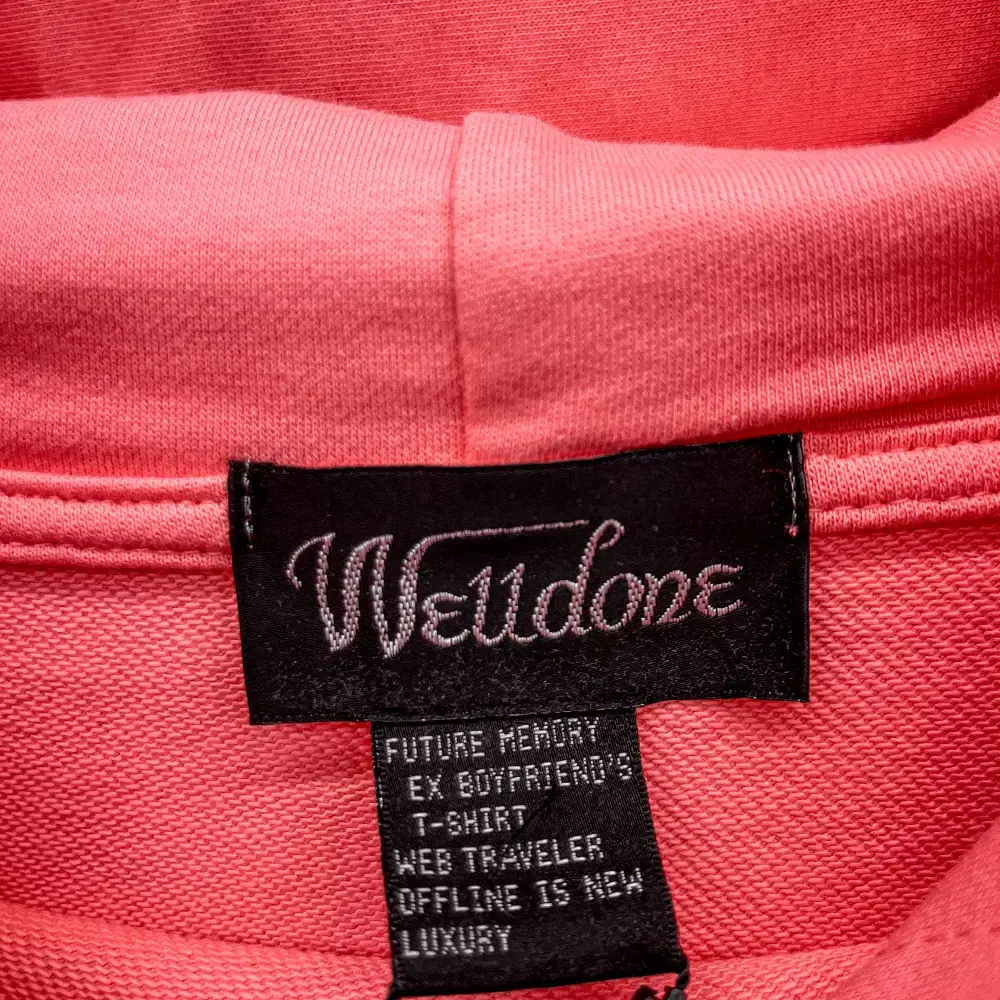 Welldone
FUTURE MEMORY
EX BOYFRIEND'S
T-SHIRT
WEB TRAVELER
OFFLINE IS NEW
LUXURY